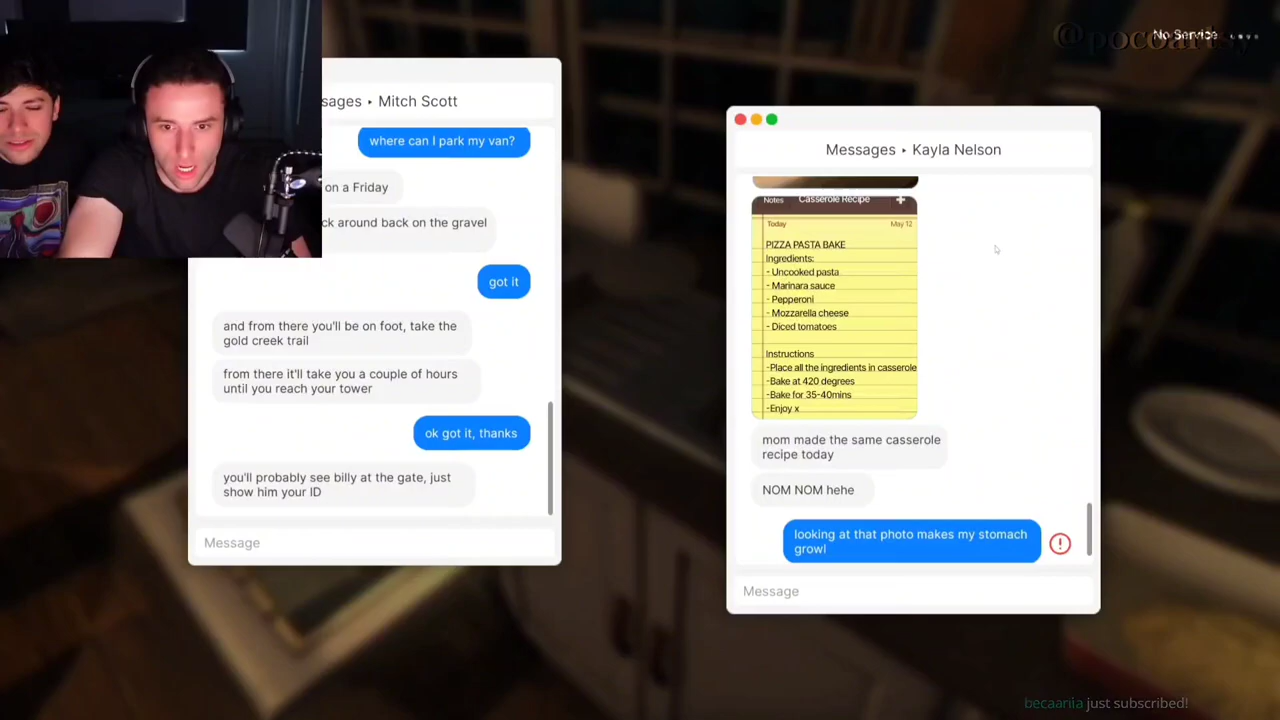 @pocoart
No Service
sages ▸ Mitch Scott
where can I park my van?
on a Friday
ck around back on the gravel
got it
and from there you'll be on foot, take the
gold creek trail
from there it'll take you a couple of hours
until you reach your tower
ok got it, thanks
you'll probably see billy at the gate, just
show him your ID
Message
Messages ▸ Kayla Nelson
Notes Casserole Recipe +
Today May 12
PIZZA PASTA BAKE
Ingredients:
- Uncooked pasta
- Marinara sauce
- Pepperoni
- Mozzarella cheese
- Diced tomatoes
Instructions
-Place all the ingredients in casserole
-Bake at 420 degrees
-Bake for 35-40mins
-Enjoy x
mom made the same casserole
recipe today
NOM NOM hehe
looking at that photo makes my stomach
growl
Message
becaariia just subscribed!